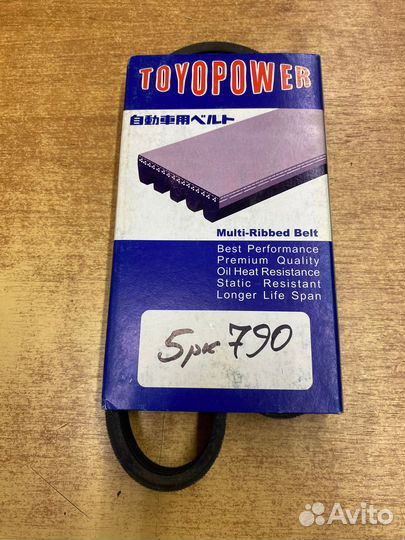 TOYOPOWER
自動車用ベルト
Multi-Ribbed Belt
Best Performance
Premium Quality
Oil Heat Resistance
Static Resistant
Longer Life Span
5рк 790
Avito